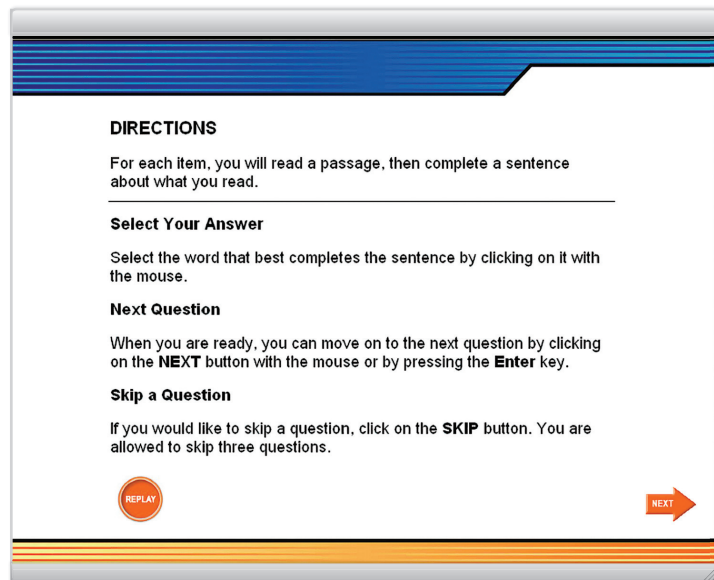 DIRECTIONS
For each item, you will read a passage, then complete a sentence
about what you read.
Select Your Answer
Select the word that best completes the sentence by clicking on it with
the mouse.
Next Question
When you are ready, you can move on to the next question by clicking
on the NEXT button with the mouse or by pressing the Enter key.
Skip a Question
If you would like to skip a question, click on the SKIP button. You are
allowed to skip three questions.
REPLAY
NEXT